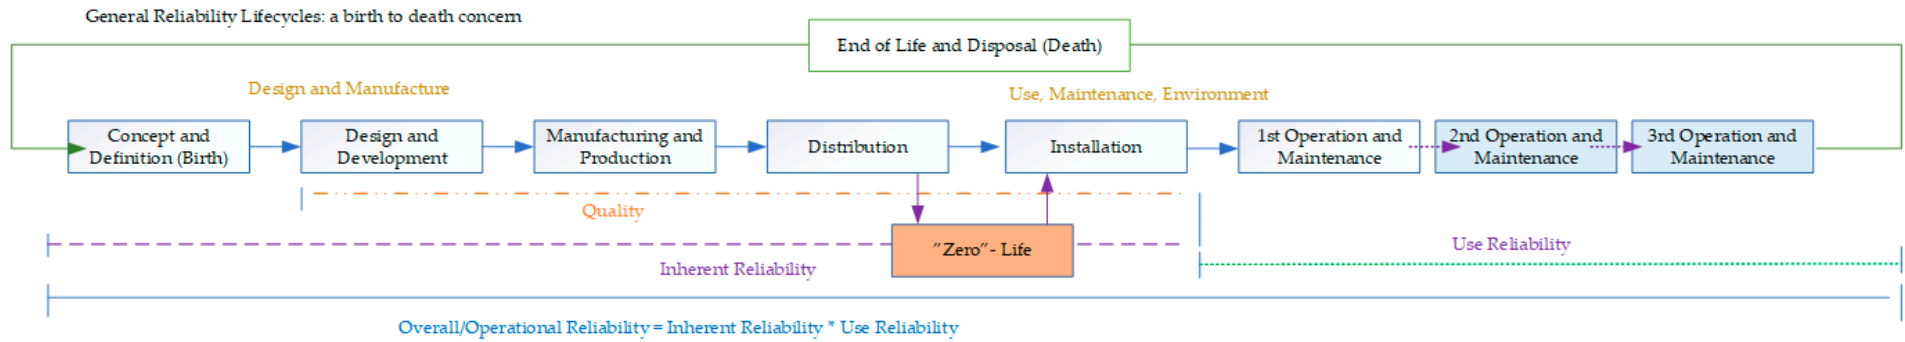 General Reliability Lifecycles: a birth to death concern
End of Life and Disposal (Death)
Design and Manufacture
Use, Maintenance, Environment
Concept and
Definition (Birth)
Design and
Development
Manufacturing and
Production
Distribution
Installation
1st Operation and
Maintenance
2nd Operation and
Maintenance
3rd Operation and
Maintenance
Quality
"Zero"- Life
Use Reliability
Inherent Reliability
Overall/Operational Reliability = Inherent Reliability * Use Reliability